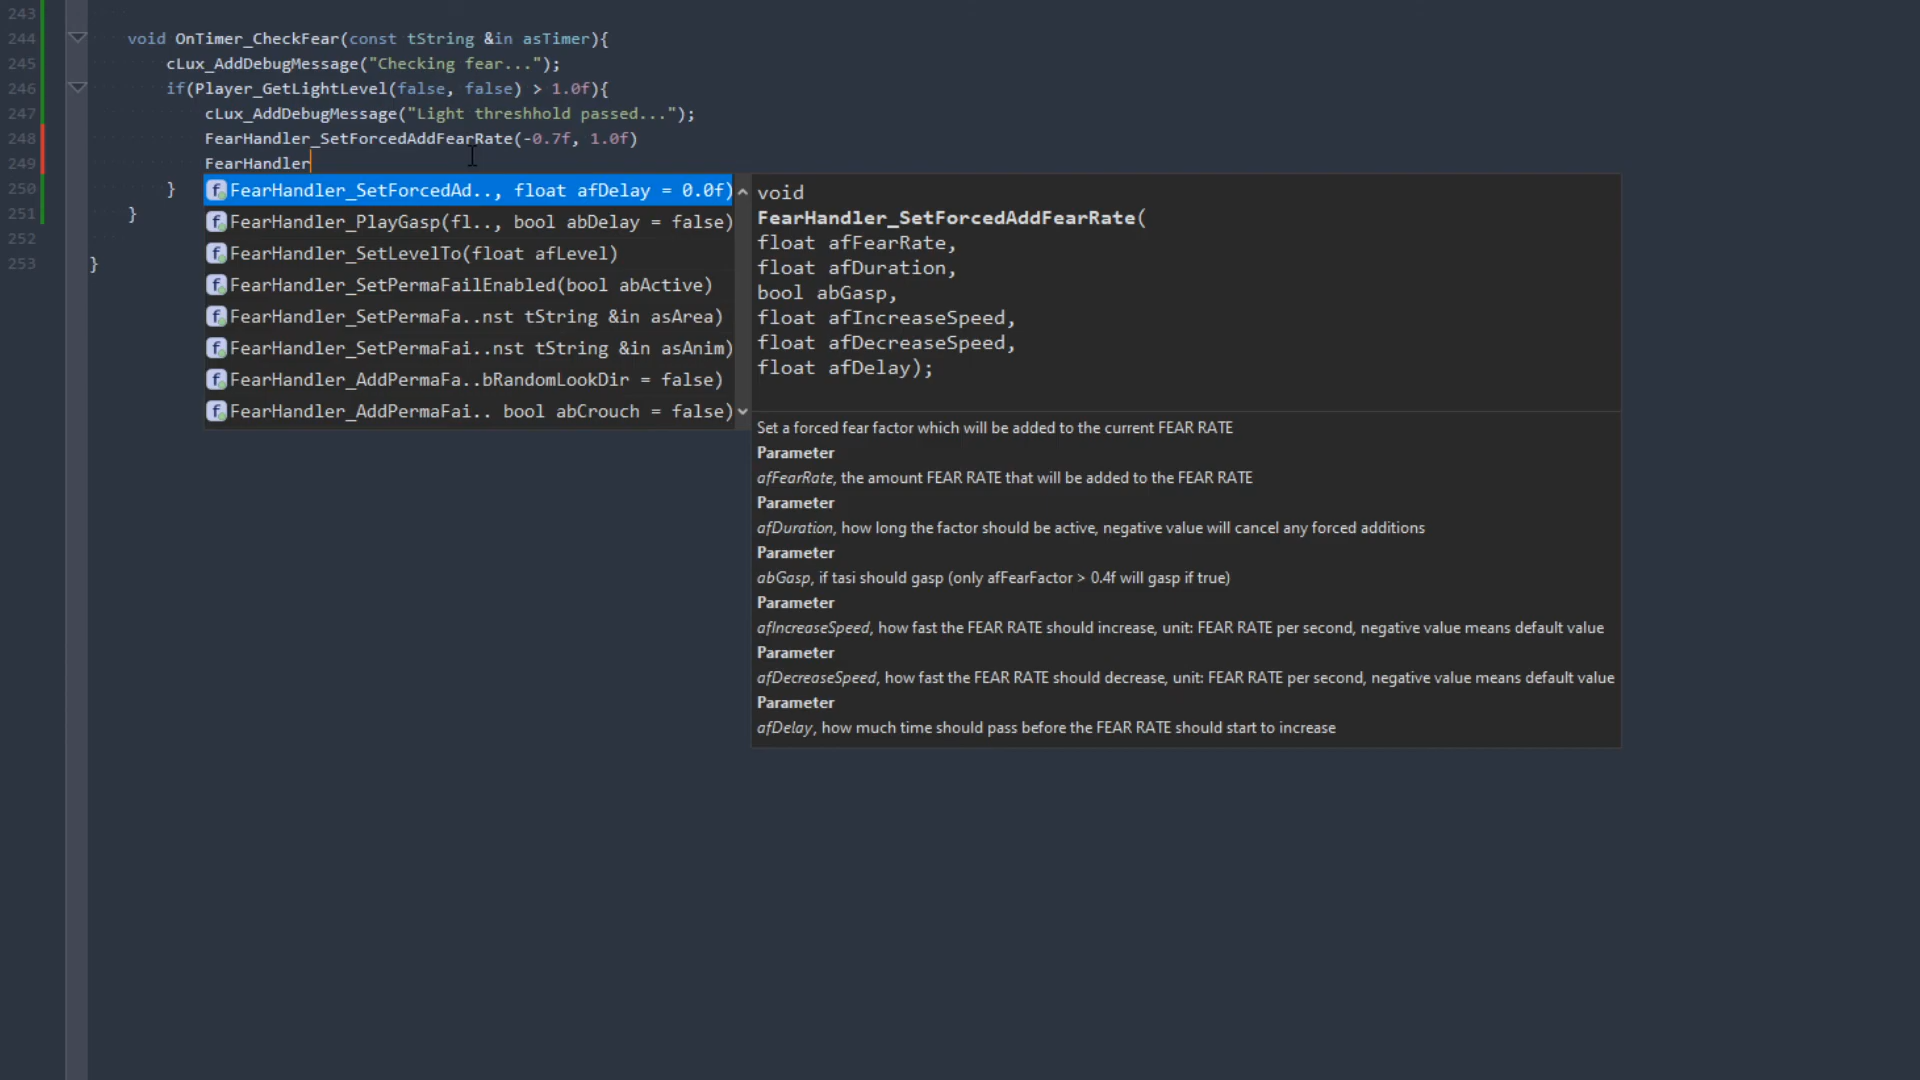 243
244 void OnTimer_CheckFear(const tString &in asTimer){
245 cLux_AddDebugMessage("Checking fear...");
246 if(Player_GetLightLevel(false, false) > 1.0f){
247 cLux_AddDebugMessage("Light threshhold passed...");
248 FearHandler_SetForcedAddFearRate(-0.7f, 1.0f)
249 FearHandler
250 }
251 }
252
253 }
FearHandler_SetForcedAd.., float afDelay = 0.0f)
FearHandler_PlayGasp(fl.., bool abDelay = false)
FearHandler_SetLevelTo(float afLevel)
FearHandler_SetPermaFailEnabled(bool abActive)
FearHandler_SetPermaFa..nst tString &in asArea)
FearHandler_SetPermaFai..nst tString &in asAnim)
FearHandler_AddPermaFa..bRandomLookDir = false)
FearHandler_AddPermaFai.. bool abCrouch = false)
void
FearHandler_SetForcedAddFearRate(
float afFearRate,
float afDuration,
bool abGasp,
float afIncreaseSpeed,
float afDecreaseSpeed,
float afDelay);
Set a forced fear factor which will be added to the current FEAR RATE
Parameter
afFearRate, the amount FEAR RATE that will be added to the FEAR RATE
Parameter
afDuration, how long the factor should be active, negative value will cancel any forced additions
Parameter
abGasp, if tasi should gasp (only afFearFactor > 0.4f will gasp if true)
Parameter
afIncreaseSpeed, how fast the FEAR RATE should increase, unit: FEAR RATE per second, negative value means default value
Parameter
afDecreaseSpeed, how fast the FEAR RATE should decrease, unit: FEAR RATE per second, negative value means default value
Parameter
afDelay, how much time should pass before the FEAR RATE should start to increase